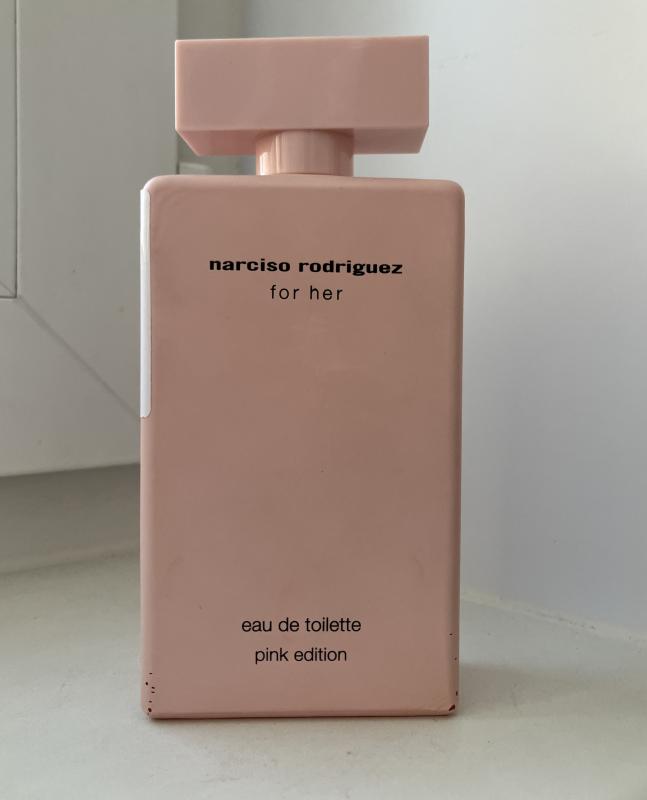 narciso rodriguez
for her
eau de toilette
pink edition